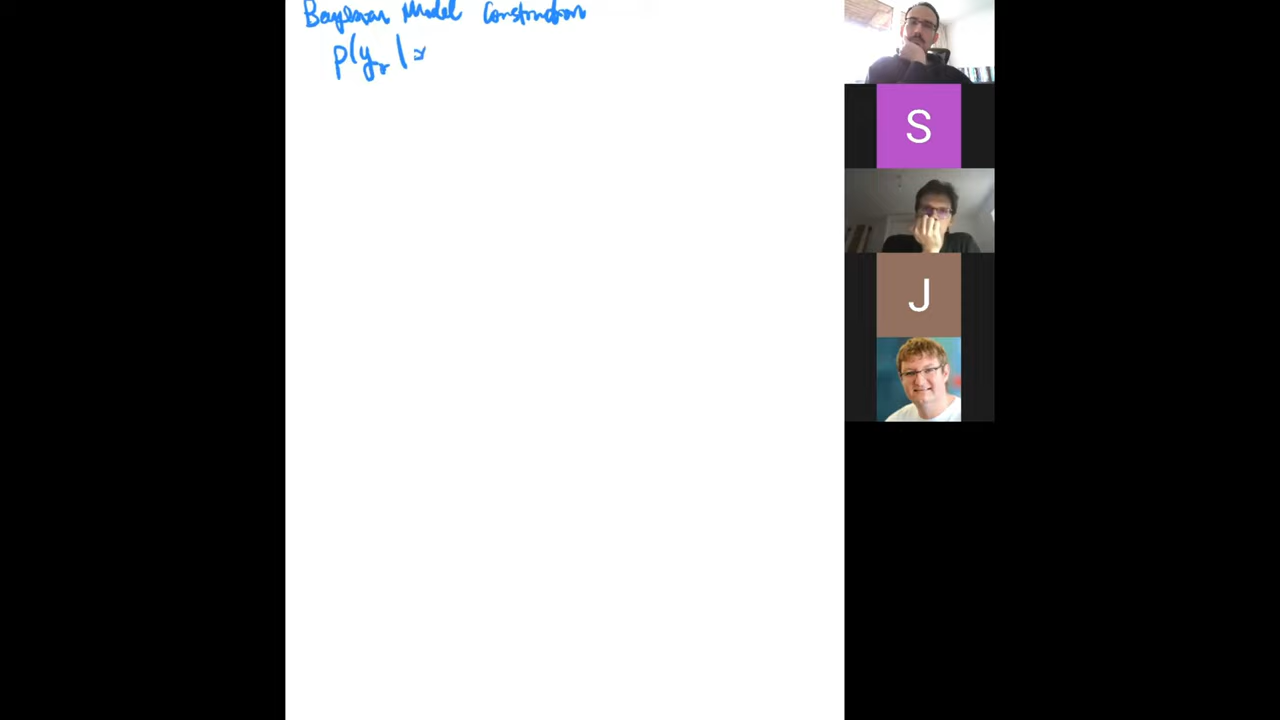 Bayesian Model Construction
p(y* | x
S
J